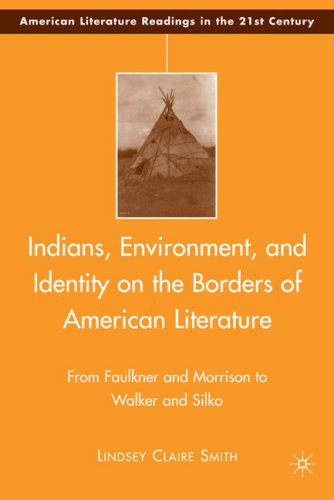 American Literature Readings in the 21st Century
Indians, Environment, and
Identity on the Borders of
American Literature
From Faulkner and Morrison to
Walker and Silko
Lindsey Claire Smith